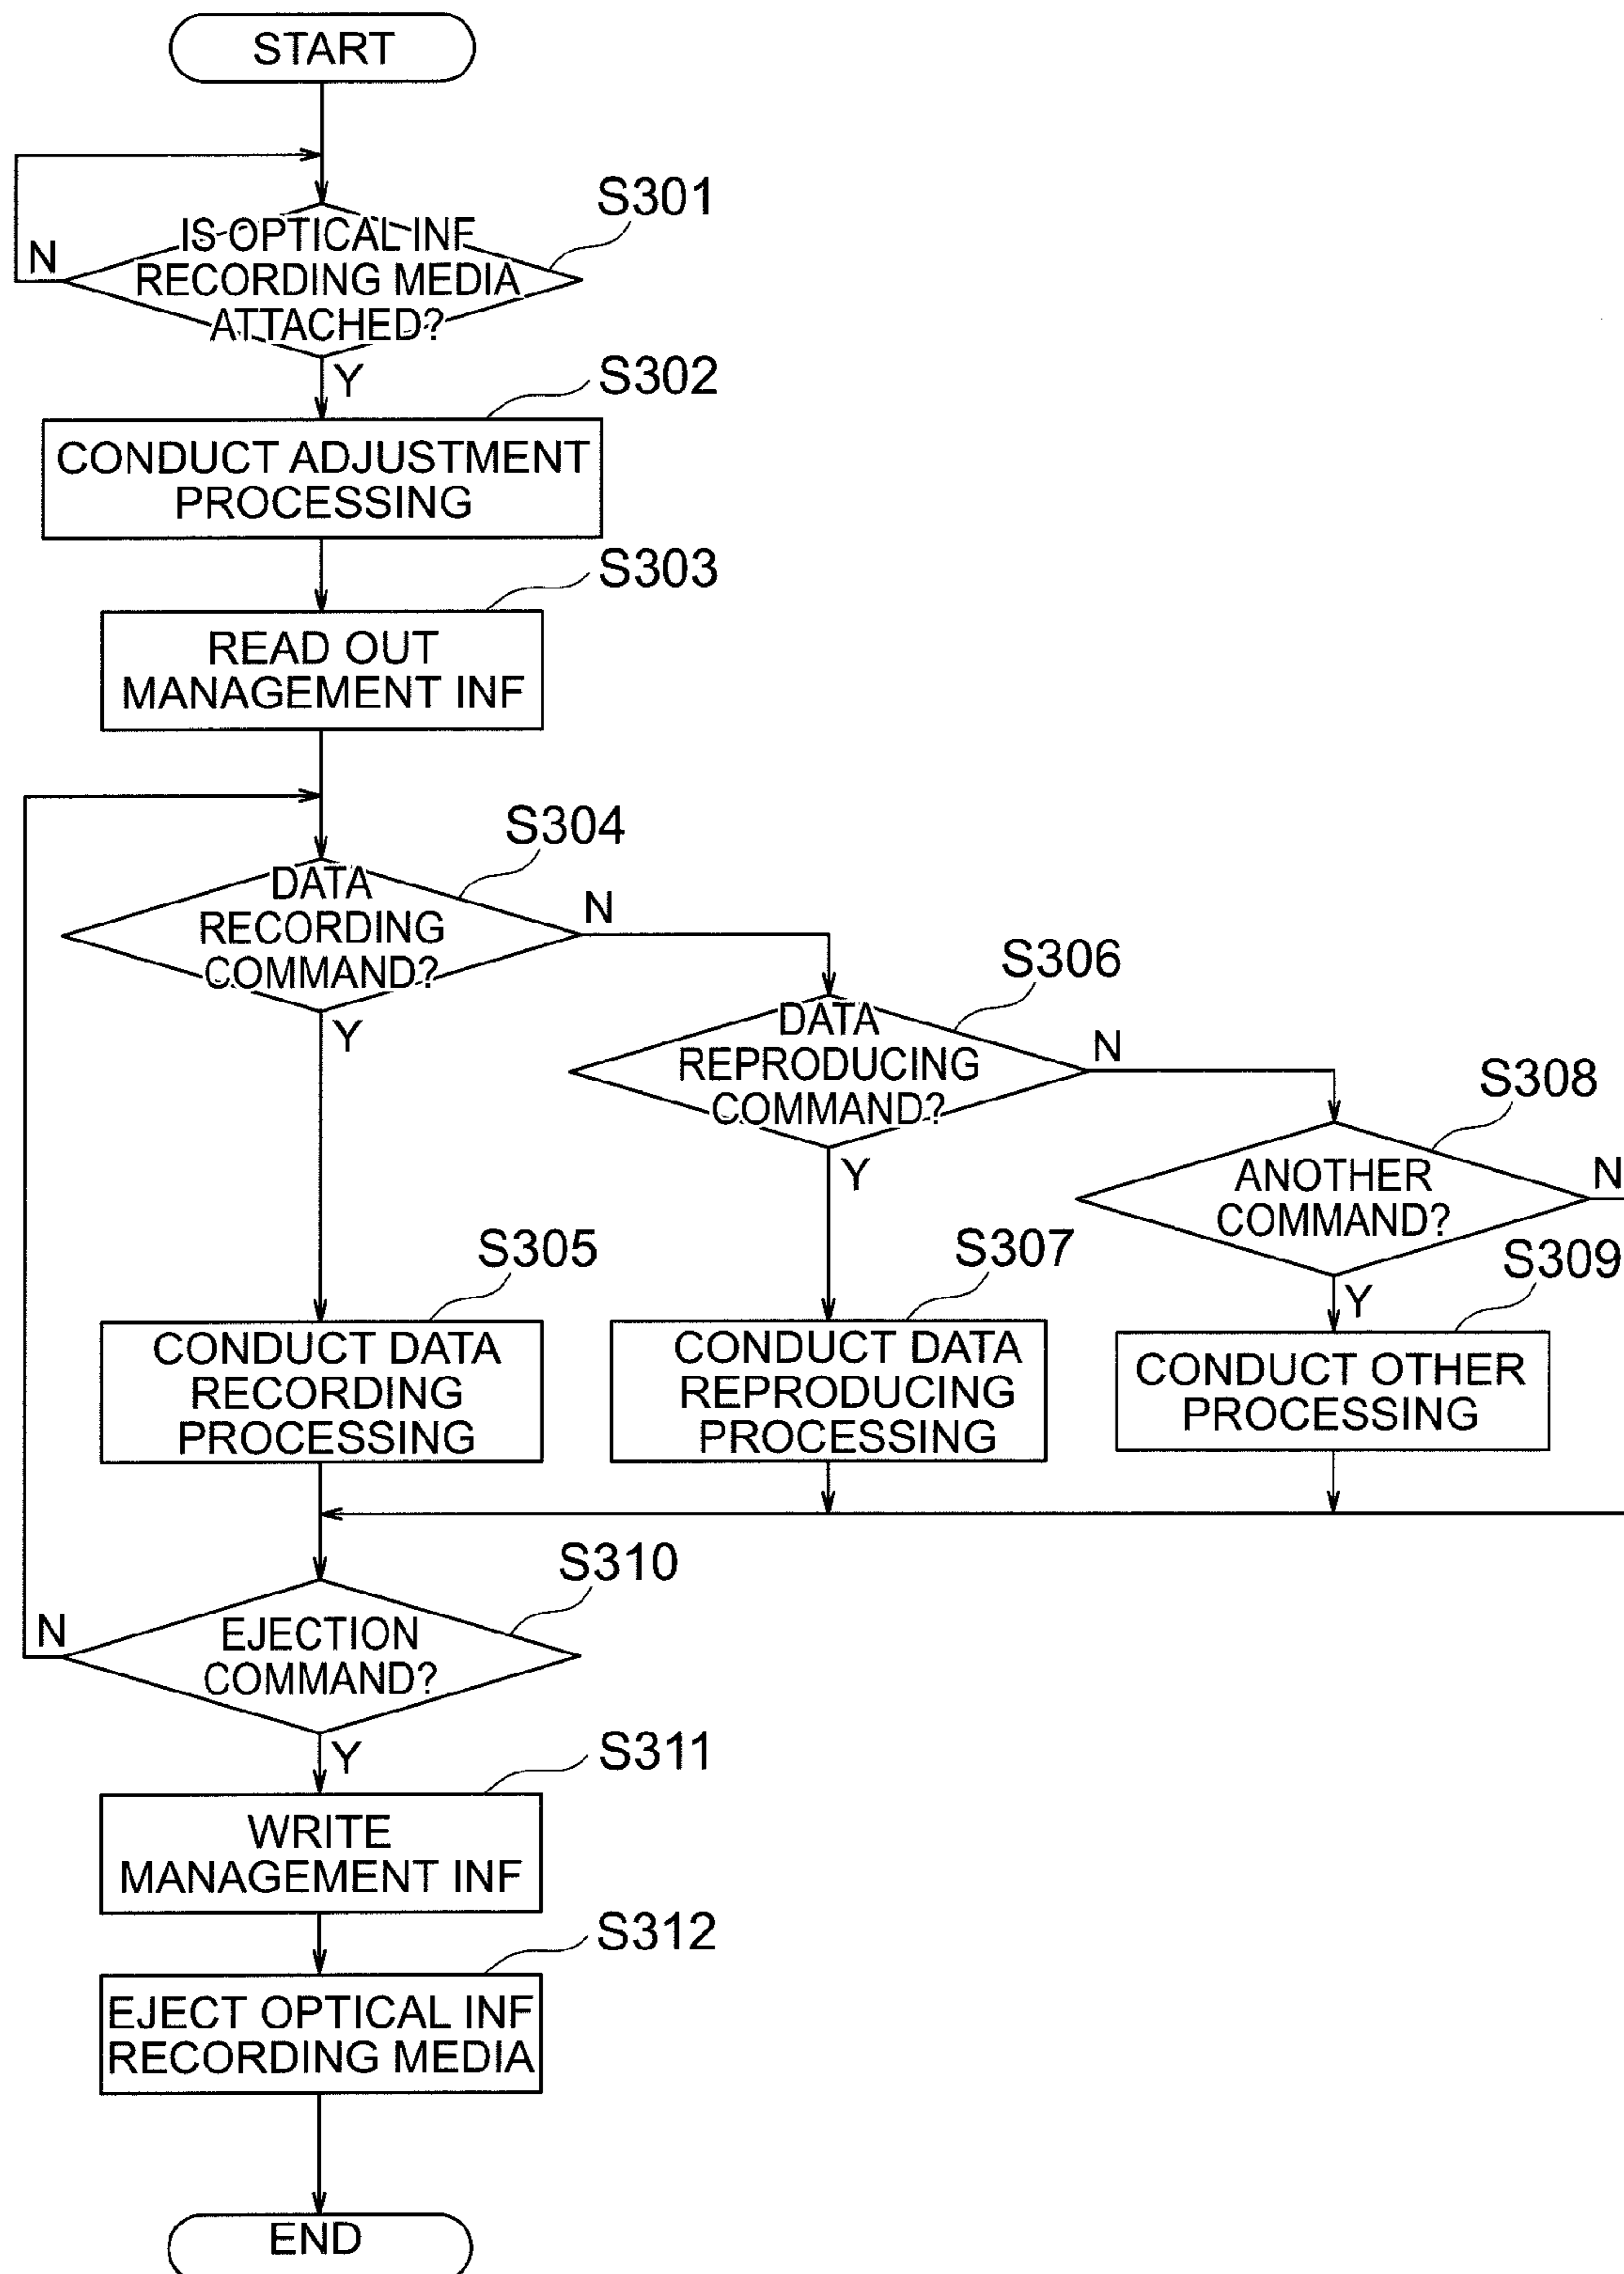 START
S301
IS OPTICAL INF
RECORDING MEDIA
ATTACHED?
N
Y
S302
CONDUCT ADJUSTMENT
PROCESSING
S303
READ OUT
MANAGEMENT INF
S304
DATA
RECORDING
COMMAND?
N
Y
S306
DATA
REPRODUCING
COMMAND?
N
Y
S308
ANOTHER
COMMAND?
N
Y
S305
CONDUCT DATA
RECORDING
PROCESSING
S307
CONDUCT DATA
REPRODUCING
PROCESSING
S309
CONDUCT OTHER
PROCESSING
S310
EJECTION
COMMAND?
N
Y
S311
WRITE
MANAGEMENT INF
S312
EJECT OPTICAL INF
RECORDING MEDIA
END